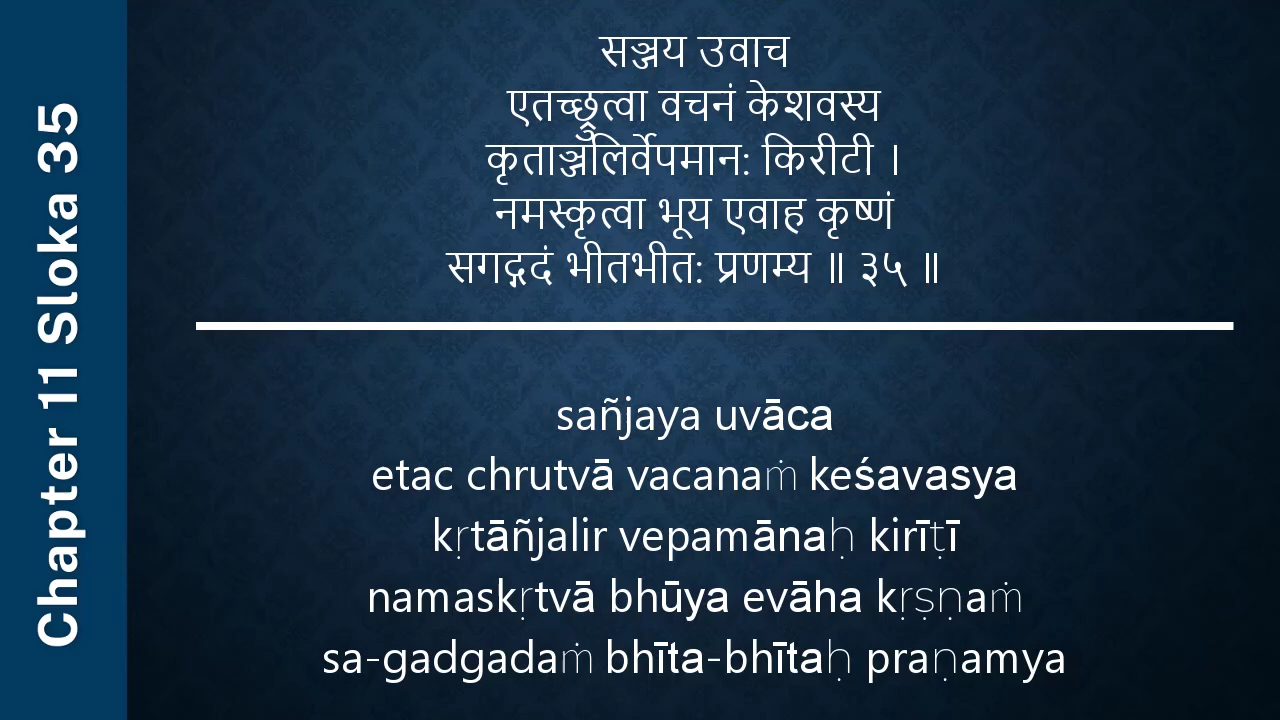 Chapter 11 Sloka 35
सञ्जय उवाच
एतच्छ्रुत्वा वचनं केशवस्य
कृताञ्जलिर्वेपमानः किरीटी ।
नमस्कृत्वा भूय एवाह कृष्णं
सगद्गदं भीतभीतः प्रणम्य ॥ ३५ ॥
sañjaya uvāca
etac chrutvā vacanaṁ keśavasya
kṛtāñjalir vepamānaḥ kirīṭī
namaskṛtvā bhūya evāha kṛṣṇaṁ
sa-gadgadaṁ bhīta-bhītaḥ praṇamya